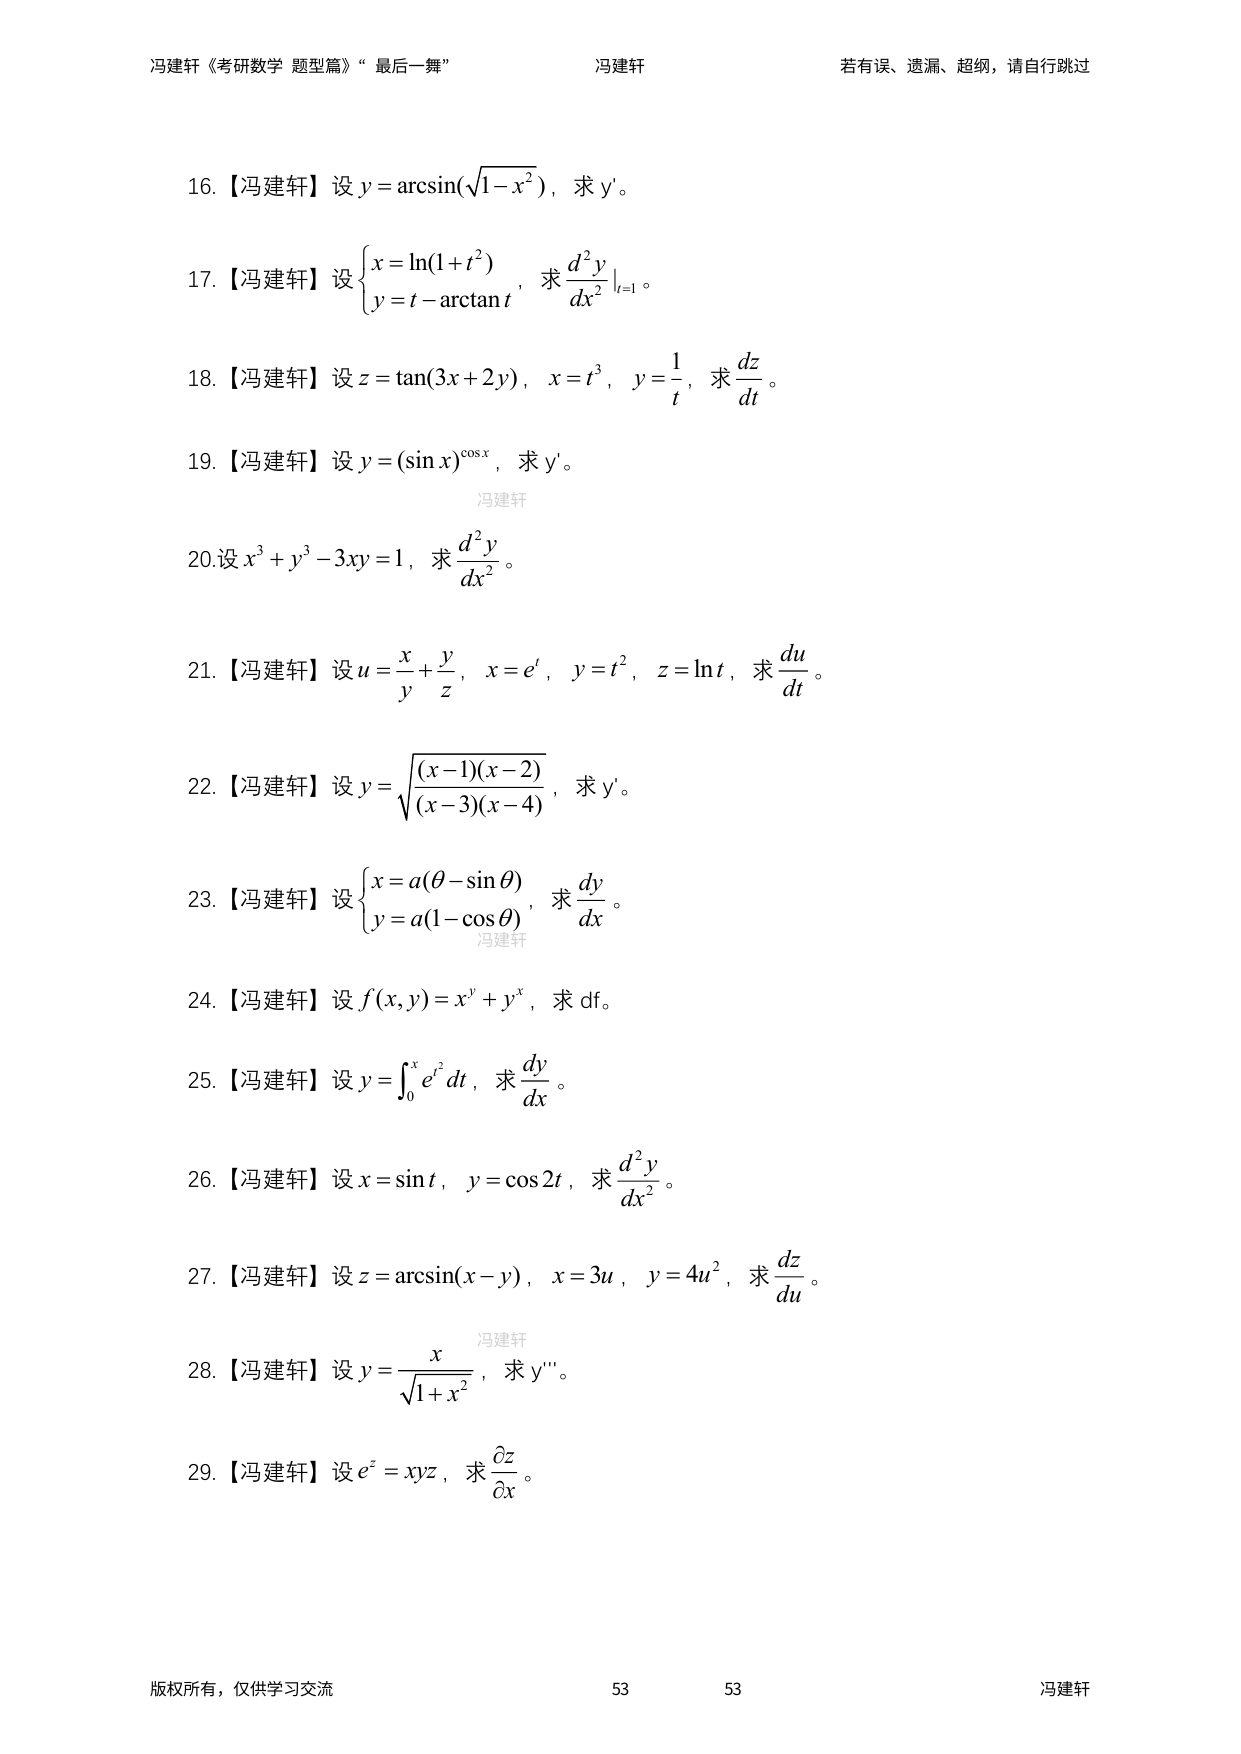 冯建轩《考研数学 题型篇》“ 最后一舞” 冯建轩 若有误、遗漏、超纲，请自行跳过
16.【冯建轩】设 y = arcsin(√(1−x²))，求 y'。
17.【冯建轩】设 { x = ln(1+t²) y = t − arctan t ，求 d²y/dx² |t=1 。
18.【冯建轩】设 z = tan(3x+2y)， x = t³， y = 1/t，求 dz/dt 。
19.【冯建轩】设 y = (sin x)^cos x ，求 y'。
冯建轩
20.设 x³ + y³ − 3xy = 1，求 d²y/dx² 。
21.【冯建轩】设 u = x/y + y/z ， x = e^t ， y = t² ， z = ln t ，求 du/dt 。
22.【冯建轩】设 y = √((x−1)(x−2)/(x−3)(x−4)) ，求 y'。
23.【冯建轩】设 { x = a(θ − sin θ) y = a(1 − cos θ) ，求 dy/dx 。
冯建轩
24.【冯建轩】设 f(x, y) = x^y + y^x ，求 df。
25.【冯建轩】设 y = ∫₀^x e^(t²) dt ，求 dy/dx 。
26.【冯建轩】设 x = sin t ， y = cos 2t ，求 d²y/dx² 。
27.【冯建轩】设 z = arcsin(x − y)， x = 3u ， y = 4u² ，求 dz/du 。
冯建轩
28.【冯建轩】设 y = x/√(1+x²) ，求 y'''。
29.【冯建轩】设 e^z = xyz ，求 ∂z/∂x 。
版权所有，仅供学习交流 53 53 冯建轩